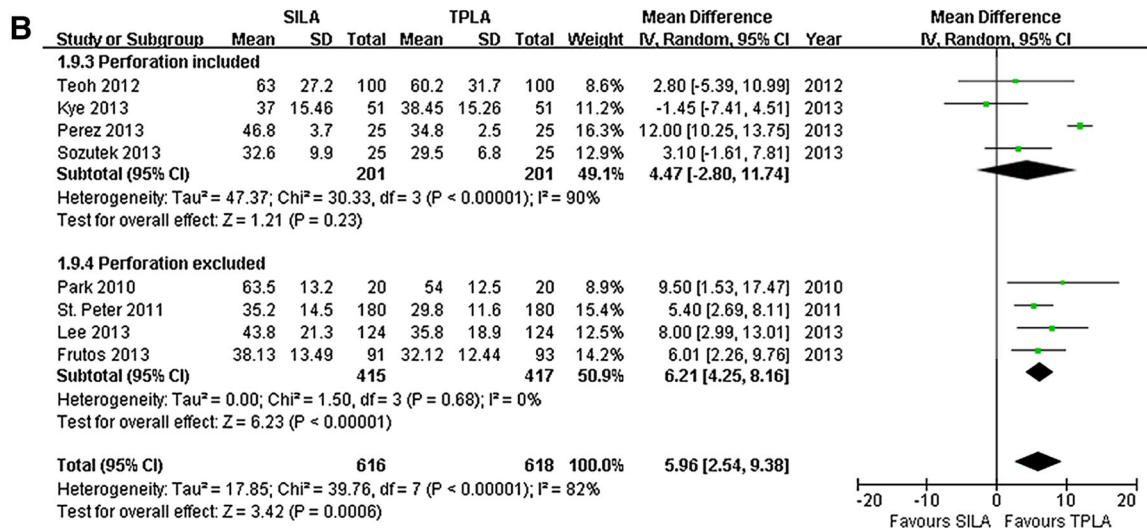 B
SILA TPLA Mean Difference Mean Difference
Study or Subgroup Mean SD Total Mean SD Total Weight IV, Random, 95% CI Year IV, Random, 95% CI
1.9.3 Perforation included
Teoh 2012 63 27.2 100 60.2 31.7 100 8.6% 2.80 [-5.39, 10.99] 2012
Kye 2013 37 15.46 51 38.45 15.26 51 11.2% -1.45 [-7.41, 4.51] 2013
Perez 2013 46.8 3.7 25 34.8 2.5 25 16.3% 12.00 [10.25, 13.75] 2013
Sozutek 2013 32.6 9.9 25 29.5 6.8 25 12.9% 3.10 [-1.61, 7.81] 2013
Subtotal (95% CI) 201 201 49.1% 4.47 [-2.80, 11.74]
Heterogeneity: Tau² = 47.37; Chi² = 30.33, df = 3 (P < 0.00001); I² = 90%
Test for overall effect: Z = 1.21 (P = 0.23)
1.9.4 Perforation excluded
Park 2010 63.5 13.2 20 54 12.5 20 8.9% 9.50 [1.53, 17.47] 2010
St. Peter 2011 35.2 14.5 180 29.8 11.6 180 15.4% 5.40 [2.69, 8.11] 2011
Lee 2013 43.8 21.3 124 35.8 18.9 124 12.5% 8.00 [2.99, 13.01] 2013
Frutos 2013 38.13 13.49 91 32.12 12.44 93 14.2% 6.01 [2.26, 9.76] 2013
Subtotal (95% CI) 415 417 50.9% 6.21 [4.25, 8.16]
Heterogeneity: Tau² = 0.00; Chi² = 1.50, df = 3 (P = 0.68); I² = 0%
Test for overall effect: Z = 6.23 (P < 0.00001)
Total (95% CI) 616 618 100.0% 5.96 [2.54, 9.38]
Heterogeneity: Tau² = 17.85; Chi² = 39.76, df = 7 (P < 0.00001); I² = 82%
Test for overall effect: Z = 3.42 (P = 0.0006)
-20 -10 0 10 20
Favours SILA Favours TPLA